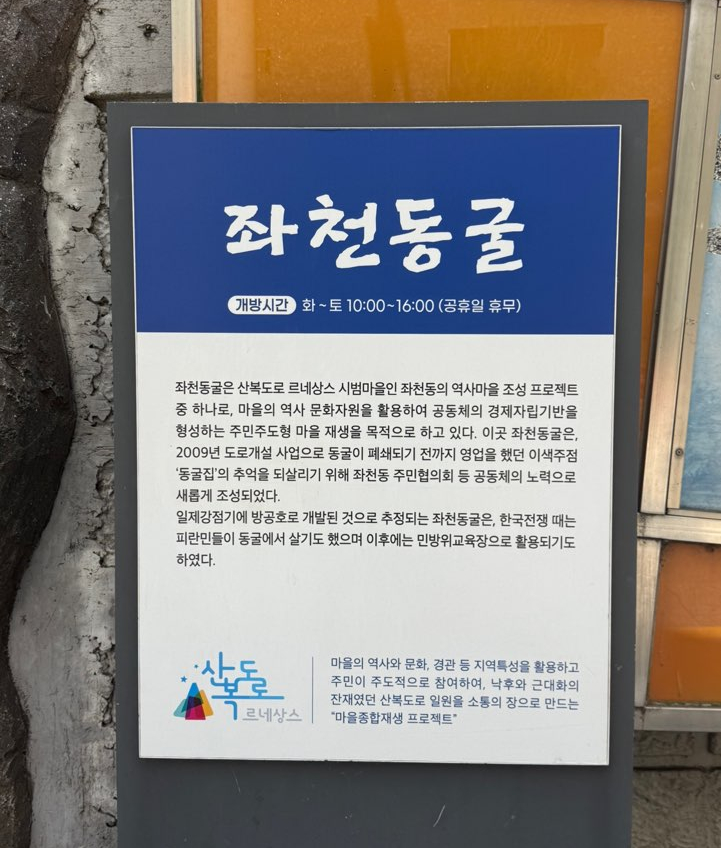 좌천동굴
개방시간 화~토 10:00~16:00 (공휴일 휴무)
좌천동굴은 산복도로 르네상스 시범마을인 좌천동의 역사마을 조성 프로젝트
중 하나로, 마을의 역사 문화자원을 활용하여 공동체의 경제자립기반을
형성하는 주민주도형 마을 재생을 목적으로 하고 있다. 이곳 좌천동굴은,
2009년 도로개설 사업으로 동굴이 폐쇄되기 전까지 영업을 했던 이색주점
‘동굴집’의 추억을 되살리기 위해 좌천동 주민협의회 등 공동체의 노력으로
새롭게 조성되었다.
일제강점기에 방공호로 개발된 것으로 추정되는 좌천동굴은, 한국전쟁 때는
피란민들이 동굴에서 살기도 했으며 이후에는 민방위교육장으로 활용되기도
하였다.
산복도로
르네상스
마을의 역사와 문화, 경관 등 지역특성을 활용하고
주민이 주도적으로 참여하여, 낙후와 근대화의
잔재였던 산복도로 일원을 소통의 장으로 만드는
“마을종합재생 프로젝트”